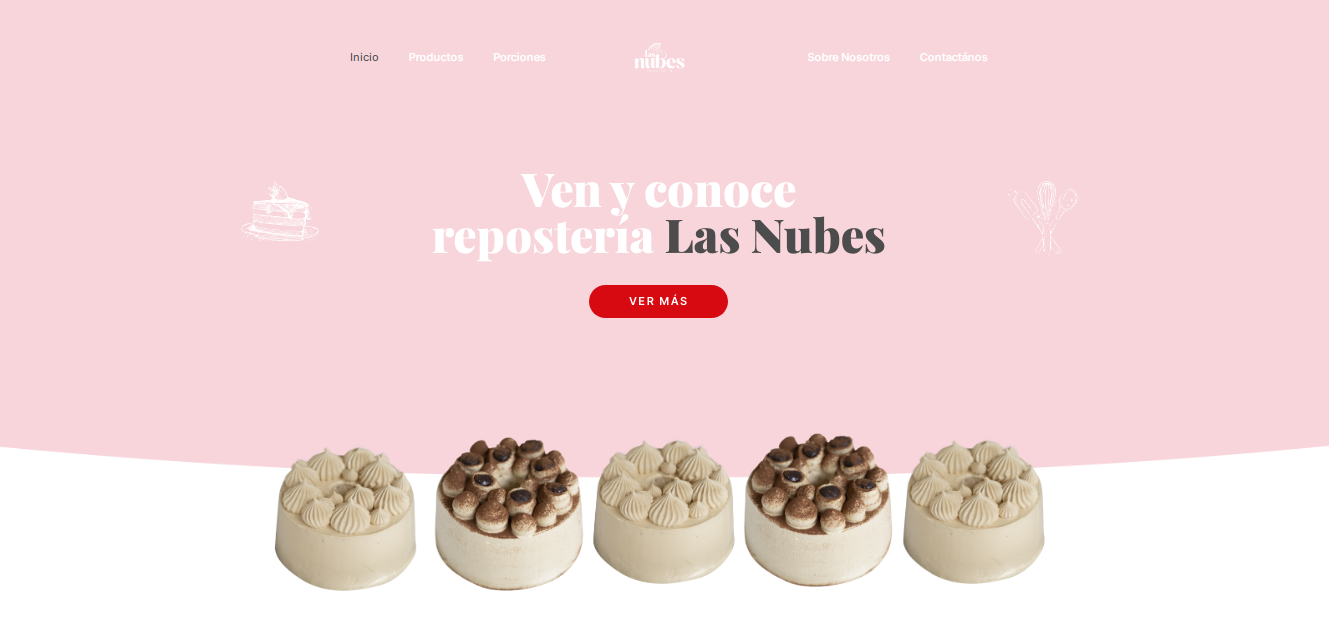 Inicio Productos Porciones las nubes Sobre Nosotros Contactános
Ven y conoce
repostería Las Nubes
VER MÁS